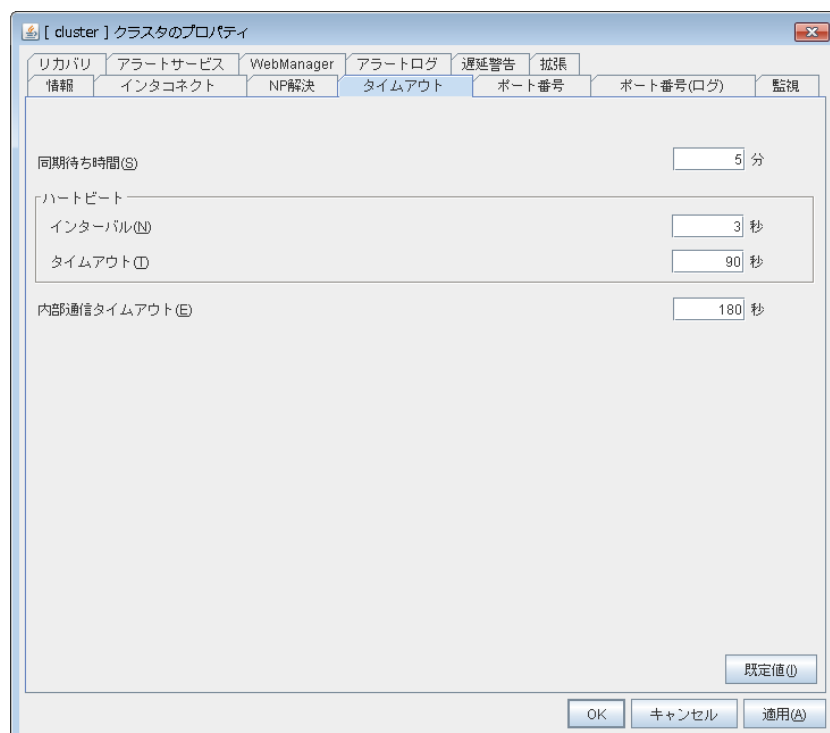 [ cluster ] クラスタのプロパティ
リカバリ アラートサービス WebManager アラートログ 遅延警告 拡張
情報 インタコネクト NP解決 タイムアウト ポート番号 ポート番号(ログ) 監視
同期待ち時間(S) 5 分
ハートビート
インターバル(N) 3 秒
タイムアウト(T) 90 秒
内部通信タイムアウト(E) 180 秒
既定値(I)
OK キャンセル 適用(A)